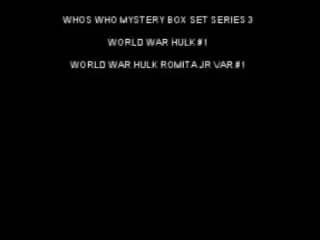 WHOS WHO MYSTERY BOX SET SERIES 3
WORLD WAR HULK #1
WORLD WAR HULK ROMITA JR VAR #1